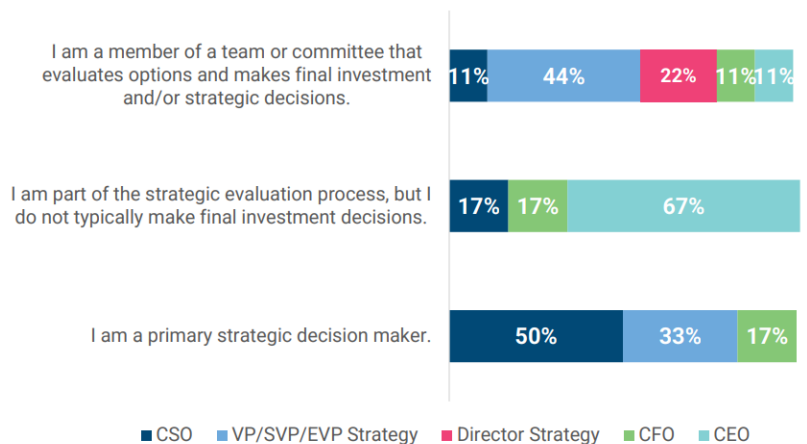 I am a member of a team or committee that
evaluates options and makes final investment
and/or strategic decisions.
11% 44% 22% 11% 11%
I am part of the strategic evaluation process, but I
do not typically make final investment decisions.
17% 17% 67%
I am a primary strategic decision maker.
50% 33% 17%
CSO VP/SVP/EVP Strategy Director Strategy CFO CEO